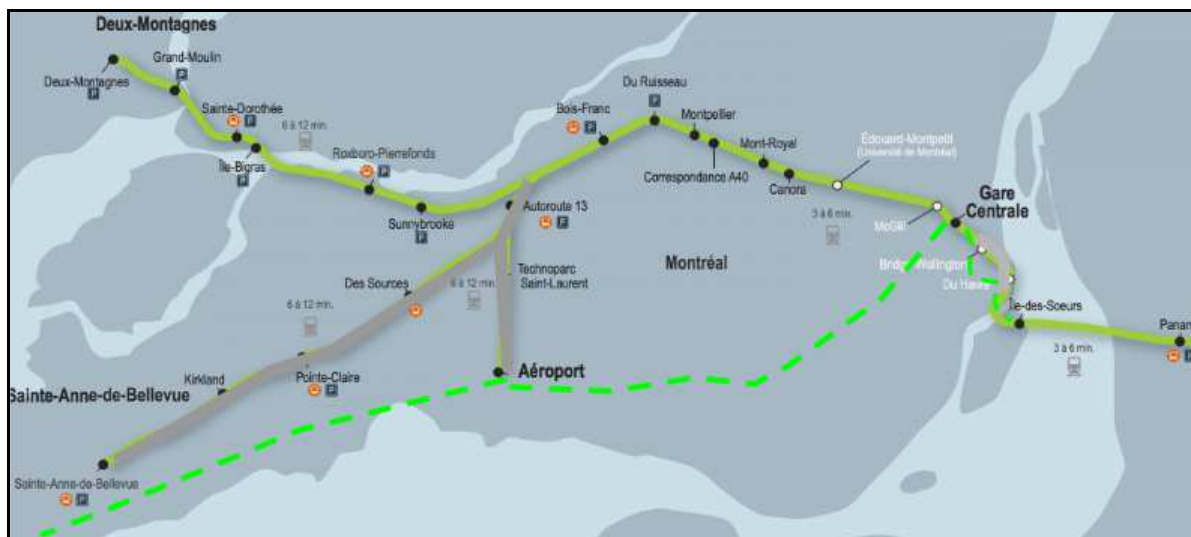 Deux-Montagnes
Grand-Moulin
Deux-Montagnes
P
P
Sainte-Dorothée
P
6 à 12 min.
Île-Bigras
P
Roxboro-Pierrefonds
P
Sunnybrooke
P
Bois-Franc
P
Du Ruisseau
P
Montpellier
Mont-Royal
Correspondance A40
Canora
Édouard-Montpetit
(Université de Montréal)
3 à 6 min.
McGill
Gare
Centrale
Autoroute 13
P
Technoparc
Saint-Laurent
Montréal
Du Havre
Île-des-Soeurs
3 à 6 min.
Des Sources
6 à 12 min.
6 à 12 min.
Kirkland
Pointe-Claire
P
Aéroport
Sainte-Anne-de-Bellevue
Sainte-Anne-de-Bellevue
P
P